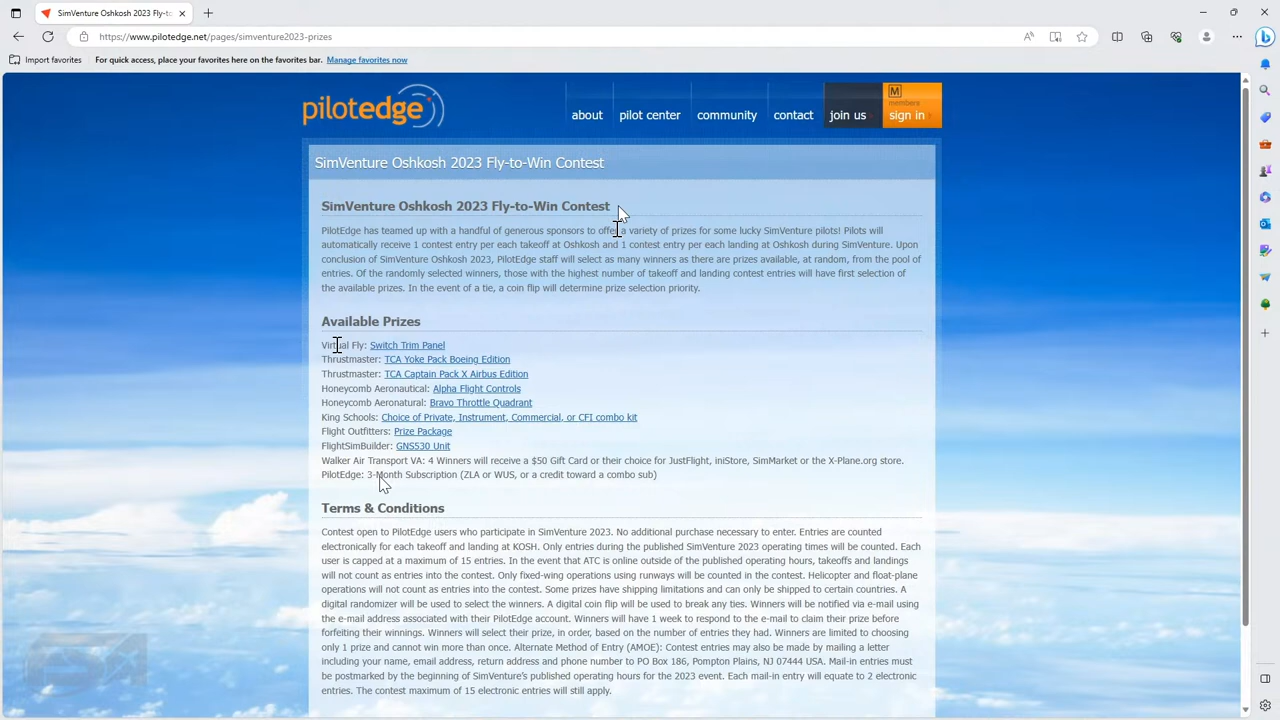 SimVenture Oshkosh 2023 Fly-to-
https://www.pilotedge.net/pages/simventure2023-prizes
Import favorites For quick access, place your favorites here on the favorites bar. Manage favorites now
pilotedge
about pilot center community contact join us M members sign in
SimVenture Oshkosh 2023 Fly-to-Win Contest
SimVenture Oshkosh 2023 Fly-to-Win Contest
PilotEdge has teamed up with a handful of generous sponsors to offer a variety of prizes for some lucky SimVenture pilots! Pilots will
automatically receive 1 contest entry per each takeoff at Oshkosh and 1 contest entry per each landing at Oshkosh during SimVenture. Upon
conclusion of SimVenture Oshkosh 2023, PilotEdge staff will select as many winners as there are prizes available, at random, from the pool of
entries. Of the randomly selected winners, those with the highest number of takeoff and landing contest entries will have first selection of
the available prizes. In the event of a tie, a coin flip will determine prize selection priority.
Available Prizes
Virtual Fly: Switch Trim Panel
Thrustmaster: TCA Yoke Pack Boeing Edition
Thrustmaster: TCA Captain Pack X Airbus Edition
Honeycomb Aeronautical: Alpha Flight Controls
Honeycomb Aeronatural: Bravo Throttle Quadrant
King Schools: Choice of Private, Instrument, Commercial, or CFI combo kit
Flight Outfitters: Prize Package
FlightSimBuilder: GNS530 Unit
Walker Air Transport VA: 4 Winners will receive a $50 Gift Card or their choice for JustFlight, iniStore, SimMarket or the X-Plane.org store.
PilotEdge: 3-Month Subscription (ZLA or WUS, or a credit toward a combo sub)
Terms & Conditions
Contest open to PilotEdge users who participate in SimVenture 2023. No additional purchase necessary to enter. Entries are counted
electronically for each takeoff and landing at KOSH. Only entries during the published SimVenture 2023 operating times will be counted. Each
user is capped at a maximum of 15 entries. In the event that ATC is online outside of the published operating hours, takeoffs and landings
will not count as entries into the contest. Only fixed-wing operations using runways will be counted in the contest. Helicopter and float-plane
operations will not count as entries into the contest. Some prizes have shipping limitations and can only be shipped to certain countries. A
digital randomizer will be used to select the winners. A digital coin flip will be used to break any ties. Winners will be notified via e-mail using
the e-mail address associated with their PilotEdge account. Winners will have 1 week to respond to the e-mail to claim their prize before
forfeiting their winnings. Winners will select their prize, in order, based on the number of entries they had. Winners are limited to choosing
only 1 prize and cannot win more than once. Alternate Method of Entry (AMOE): Contest entries may also be made by mailing a letter
including your name, email address, return address and phone number to PO Box 186, Pompton Plains, NJ 07444 USA. Mail-in entries must
be postmarked by the beginning of SimVenture's published operating hours for the 2023 event. Each mail-in entry will equate to 2 electronic
entries. The contest maximum of 15 electronic entries will still apply.